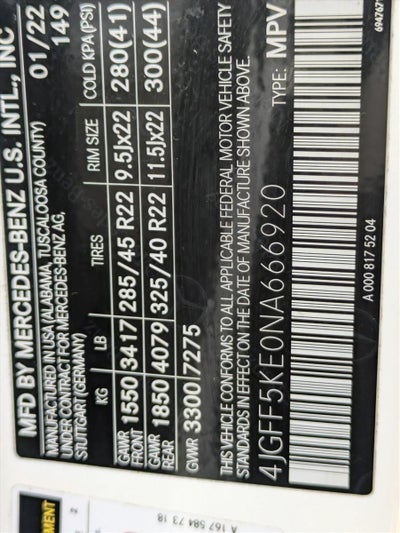 MFD BY MERCEDES-BENZ U.S. INTL., INC
MANUFACTURED IN USA (ALABAMA, TUSCALOOSA COUNTY) 01/22
UNDER CONTRACT FOR MERCEDES-BENZ AG, 149
STUTTGART (GERMANY)
KG LB TIRES RIM SIZE COLD KPA(PSI)
GAWR FRONT 1550 3417 285/45 R22 9.5Jx22 280(41)
GAWR REAR 1850 4079 325/40 R22 11.5Jx22 300(44)
GVWR 3300 7275
THIS VEHICLE CONFORMS TO ALL APPLICABLE FEDERAL MOTOR VEHICLE SAFETY
STANDARDS IN EFFECT ON THE DATE OF MANUFACTURE SHOWN ABOVE.
4JGFF5KE0NA666920 TYPE: MPV
A 000 817 52 04
A 167 584 73 18
2